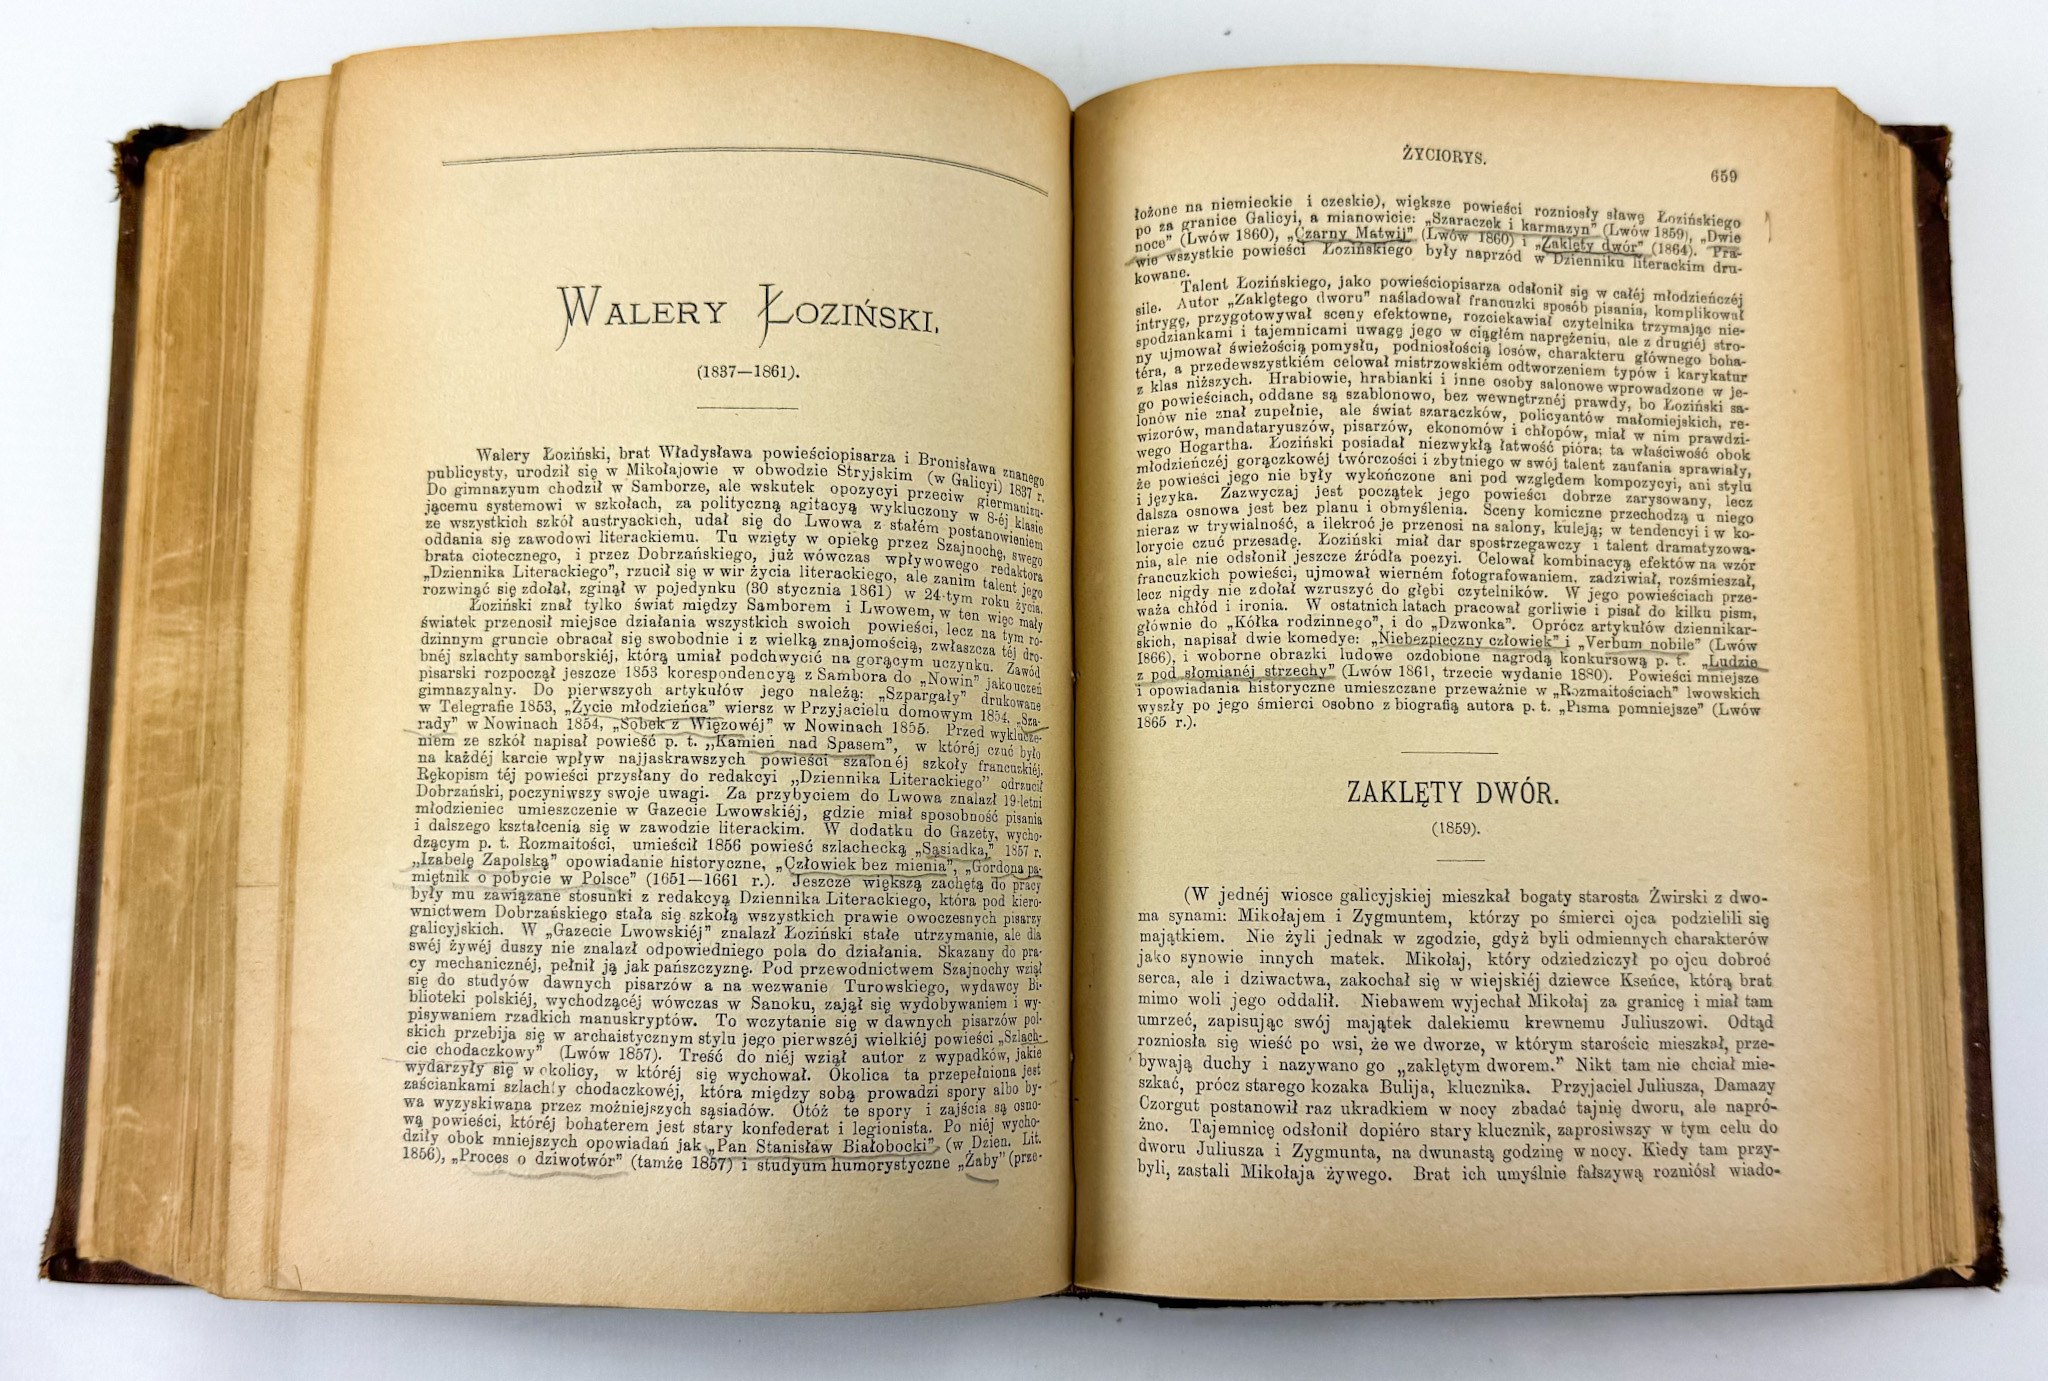 WALERY ŁOZIŃSKI.
(1837—1861).
Walery Łoziński, brat Władysława powieściopisarza i Bronisława znanego
publicysty, urodził się w Mikołajowie w obwodzie Stryjskim (w Galicyi) 1837 r.
Do gimnazyum chodził w Samborze, ale wskutek opozycyi przeciw giermanizu-
jącemu systemowi w szkołach, za polityczną agitacyą wykluczony w 8-éj klasie
ze wszystkich szkół austryackich, udał się do Lwowa z stałém postanowieniem
oddania się zawodowi literackiemu. Tu wzięty w opiekę przez Szajnochę, swego
brata ciotecznego, i przez Dobrzańskiego, już wówczas wpływowego redaktora
„Dziennika Literackiego”, rzucił się w wir życia literackiego, ale zanim talent jego
rozwinąć się zdołał, zginął w pojedynku (30 stycznia 1861) w 24-tym roku życia.
Łoziński znał tylko świat między Samborem i Lwowem, w ten więc mały
światek przenosił miejsce działania wszystkich swoich powieści, lecz na tym ro-
dzinnym gruncie obracał się swobodnie i z wielką znajomością, zwłaszcza téj dro-
bnéj szlachty samborskiéj, którą umiał podchwycić na gorącym uczynku. Zawód
pisarski rozpoczął jeszcze 1853 korespondencyą z Sambora do „Nowin” jako uczeń
gimnazyalny. Do pierwszych artykułów jego należą: „Szpargały” drukowane
w Telegrafie 1853, „Życie młodzieńca” wiersz w Przyjacielu domowym 1854, „Sza-
rady” w Nowinach 1854, „Sobek z Więzowéj” w Nowinach 1855. Przed wyklucze-
niem ze szkół napisał powieść p. t. „Kamień nad Spasem”, w któréj czuć było
na każdéj karcie wpływ najjaskrawszych powieści szalonéj szkoły francuzkiéj.
Rękopism téj powieści przysłany do redakcyi „Dziennika Literackiego” odrzucił
Dobrzański, poczyniwszy swoje uwagi. Za przybyciem do Lwowa znalazł 19-letni
młodzieniec umieszczenie w Gazecie Lwowskiéj, gdzie miał sposobność pisania
i dalszego kształcenia się w zawodzie literackim. W dodatku do Gazety, wycho-
dzącym p. t. Rozmaitości, umieścił 1856 powieść szlachecką „Sąsiadka,” 1857 r.
„Izabelę Zapolską” opowiadanie historyczne, „Człowiek bez mienia”, „Gordona pa-
miętnik o pobycie w Polsce” (1651—1661 r.). Jeszcze większą zachętą do pracy
były mu zawiązane stosunki z redakcyą Dziennika Literackiego, która pod kiero-
wnictwem Dobrzańskiego stała się szkołą wszystkich prawie owoczesnych pisarzy
galicyjskich. W „Gazecie Lwowskiéj” znalazł Łoziński stałe utrzymanie, ale dla
swéj żywéj duszy nie znalazł odpowiedniego pola do działania. Skazany do pra-
cy mechanicznéj, pełnił ją jak pańszczyznę. Pod przewodnictwem Szajnochy wziął
się do studyów dawnych pisarzów a na wezwanie Turowskiego, wydawcy Bi-
blioteki polskiéj, wychodzącéj wówczas w Sanoku, zajął się wydobywaniem i wy-
pisywaniem rzadkich manuskryptów. To wczytanie się w dawnych pisarzów pol-
skich przebija się w archaistycznym stylu jego pierwszéj wielkiéj powieści „Szlach-
cic chodaczkowy” (Lwów 1857). Treść do niéj wziął autor z wypadków, jakie
wydarzyły się w okolicy, w któréj się wychował. Okolica ta przepełniona jest
zaściankami szlachty chodaczkowéj, która między sobą prowadzi spory albo by-
wa wyzyskiwana przez możniejszych sąsiadów. Otóż te spory i zajścia są osno-
wą powieści, któréj bohaterem jest stary konfederat i legionista. Po niéj wycho-
dziły obok mniejszych opowiadań jak „Pan Stanisław Białobocki”, (w Dzien. Lit.
1856), „Proces o dziwotwór” (tamże 1857) i studyum humorystyczne „Żaby” (prze-
ŻYCIORYS.
659
łożone na niemieckie i czeskie), większe powieści rozniosły sławę Łozińskiego
po za granice Galicyi, a mianowicie: „Szaraczek i karmazyn” (Lwów 1859), „Dwie
noce” (Lwów 1860), „Czarny Matwij” (Lwów 1860) i „Zaklęty dwór” (1864). Pra-
wie wszystkie powieści Łozińskiego były naprzód w Dzienniku literackim dru-
kowane.
Talent Łozińskiego, jako powieściopisarza odsłonił się w całéj młodzieńczéj
sile. Autor „Zaklętego dworu” naśladował francuzki sposób pisania, komplikował
intrygę, przygotowywał sceny efektowne, rozciekawiał czytelnika trzymając nie-
spodziankami i tajemnicami uwagę jego w ciągłém naprężeniu, ale z drugiéj stro-
ny ujmował świeżością pomysłu, podniosłością losów, charakteru głównego boha-
téra, a przedewszystkiém celował mistrzowskiém odtworzeniem typów i karykatur
z klas niższych. Hrabiowie, hrabianki i inne osoby salonowe wprowadzone w je-
go powieściach, oddane są szablonowo, bez wewnętrznéj prawdy, bo Łoziński sa-
lonów nie znał zupełnie, ale świat szaraczków, policyantów małomiejskich, re-
wizorów, mandataryuszów, pisarzów, ekonomów i chłopów, miał w nim prawdzi-
wego Hogartha. Łoziński posiadał niezwykłą łatwość pióra; ta właściwość obok
młodzieńczéj gorączkowéj twórczości i zbytniego w swój talent zaufania sprawiały,
że powieści jego nie były wykończone ani pod względem kompozycyi, ani stylu
i języka. Zazwyczaj jest początek jego powieści dobrze zarysowany, lecz
dalsza osnowa jest bez planu i obmyślenia. Sceny komiczne przechodzą u niego
nieraz w trywialność, a ilekroć je przenosi na salony, kuleją; w tendencyi i w ko-
lorycie czuć przesadę. Łoziński miał dar spostrzegawczy i talent dramatyzowa-
nia, ale nie odsłonił jeszcze źródła poezyi. Celował kombinacyą efektów na wzór
francuzkich powieści, ujmował wierném fotografowaniem, zadziwiał, rozśmieszał,
lecz nigdy nie zdołał wzruszyć do głębi czytelników. W jego powieściach prze-
waża chłód i ironia. W ostatnich latach pracował gorliwie i pisał do kilku pism,
głównie do „Kółka rodzinnego”, i do „Dzwonka”. Oprócz artykułów dziennikar-
skich, napisał dwie komedye: „Niebezpieczny człowiek” i „Verbum nobile” (Lwów
1866), i woborne obrazki ludowe ozdobione nagrodą konkursową p. t. „Ludzie
z pod słomianéj strzechy” (Lwów 1861, trzecie wydanie 1880). Powieści mniejsze
i opowiadania historyczne umieszczane przeważnie w „Rozmaitościach” lwowskich
wyszły po jego śmierci osobno z biografią autora p. t. „Pisma pomniejsze” (Lwów
1865 r.).
ZAKLĘTY DWÓR.
(1859).
(W jednéj wiosce galicyjskiej mieszkał bogaty starosta Żwirski z dwo-
ma synami: Mikołajem i Zygmuntem, którzy po śmierci ojca podzielili się
majątkiem. Nie żyli jednak w zgodzie, gdyż byli odmiennych charakterów
jako synowie innych matek. Mikołaj, który odziedziczył po ojcu dobroć
serca, ale i dziwactwa, zakochał się w wiejskiéj dziewce Kseńce, którą brat
mimo woli jego oddalił. Niebawem wyjechał Mikołaj za granicę i miał tam
umrzeć, zapisując swój majątek dalekiemu krewnemu Juliuszowi. Odtąd
rozniosła się wieść po wsi, że we dworze, w którym starościc mieszkał, prze-
bywają duchy i nazywano go „zaklętym dworem.” Nikt tam nie chciał mie-
szkać, prócz starego kozaka Bulija, klucznika. Przyjaciel Juliusza, Damazy
Czorgut postanowił raz ukradkiem w nocy zbadać tajnię dworu, ale napró-
żno. Tajemnicę odsłonił dopiéro stary klucznik, zaprosiwszy w tym celu do
dworu Juliusza i Zygmunta, na dwunastą godzinę w nocy. Kiedy tam przy-
byli, zastali Mikołaja żywego. Brat ich umyślnie fałszywą rozniósł wiado-